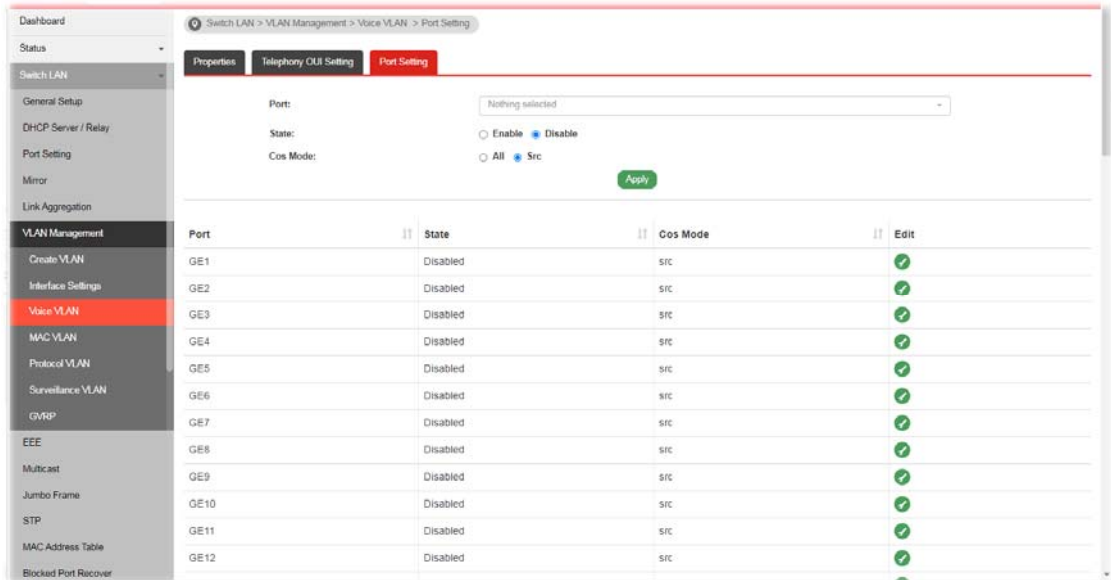 Dashboard
Status
Switch LAN
General Setup
DHCP Server / Relay
Port Setting
Mirror
Link Aggregation
VLAN Management
Create VLAN
Interface Settings
Voice VLAN
MAC VLAN
Protocol VLAN
Surveillance VLAN
GVRP
EEE
Multicast
Jumbo Frame
STP
MAC Address Table
Blocked Port Recover
Switch LAN > VLAN Management > Voice VLAN > Port Setting
Properties Telephony OUI Setting Port Setting
Port: Nothing selected
State: Enable Disable
Cos Mode: All Src
Apply
Port State Cos Mode Edit
GE1 Disabled src
GE2 Disabled src
GE3 Disabled src
GE4 Disabled src
GE5 Disabled src
GE6 Disabled src
GE7 Disabled src
GE8 Disabled src
GE9 Disabled src
GE10 Disabled src
GE11 Disabled src
GE12 Disabled src